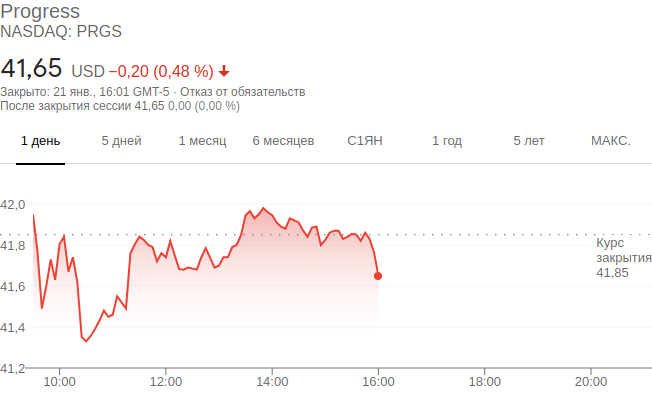 Progress
NASDAQ: PRGS
41,65 USD −0,20 (0,48 %)
Закрыто: 21 янв., 16:01 GMT-5 · Отказ от обязательств
После закрытия сессии 41,65 0,00 (0,00 %)
1 день 5 дней 1 месяц 6 месяцев С1ЯН 1 год 5 лет МАКС.
42,0
41,8
41,6
41,4
41,2
Курс
закрытия
41,85
10:00 12:00 14:00 16:00 18:00 20:00